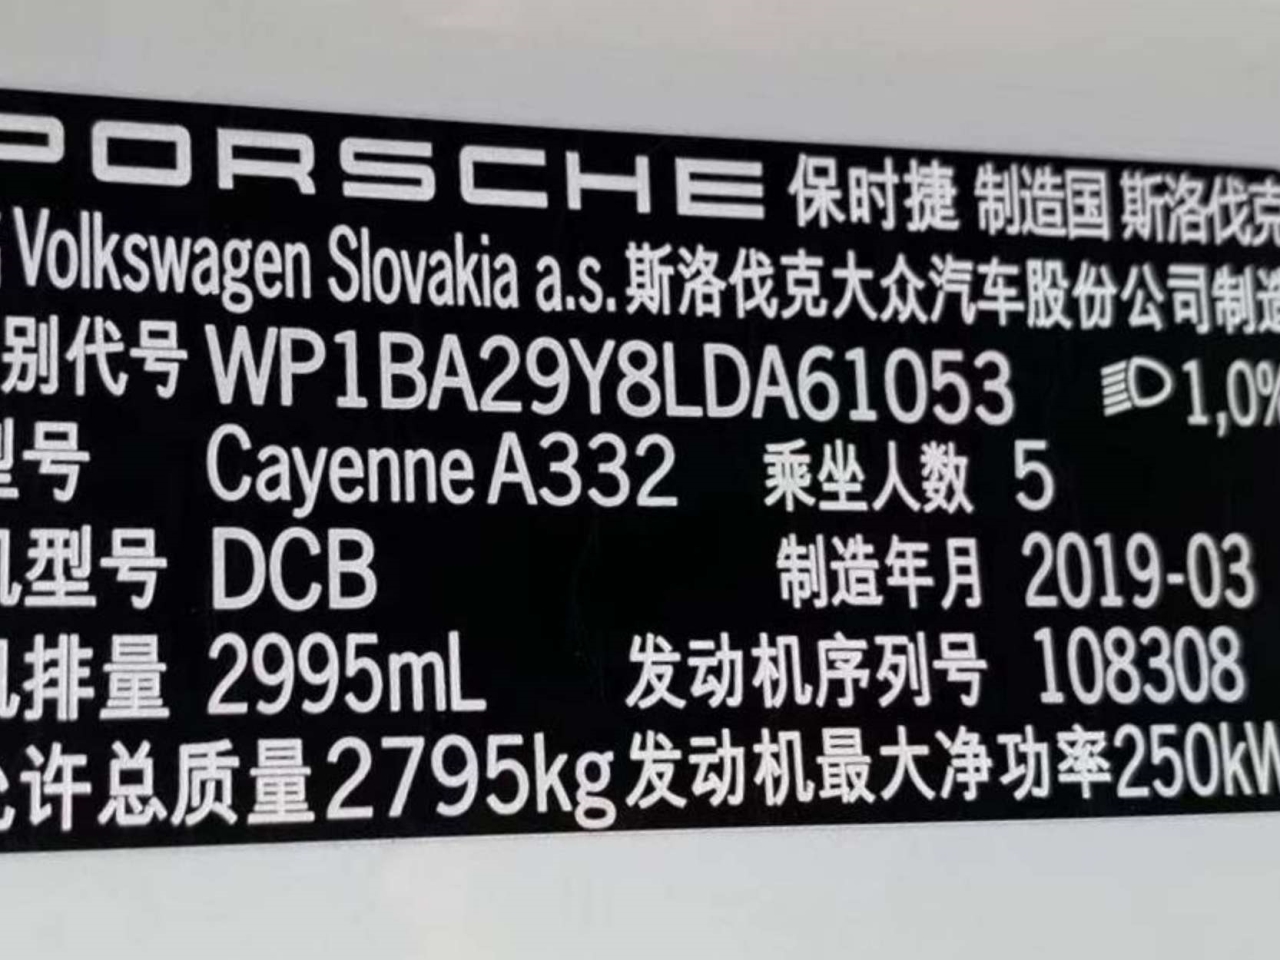 PORSCHE 保时捷 制造国 斯洛伐克
Volkswagen Slovakia a.s. 斯洛伐克大众汽车股份公司制造
别代号 WP1BA29Y8LDA61053 1,0%
型号 Cayenne A332 乘坐人数 5
机型号 DCB 制造年月 2019-03
机排量 2995mL 发动机序列号 108308
允许总质量 2795kg 发动机最大净功率 250kW